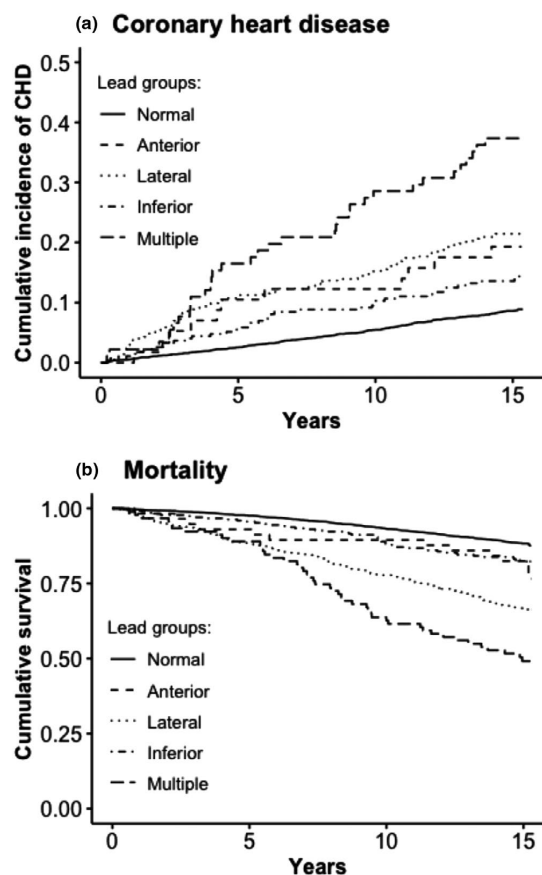 (a) Coronary heart disease
Cumulative incidence of CHD
0.5
0.4
0.3
0.2
0.1
0.0
Lead groups:
Normal
Anterior
Lateral
Inferior
Multiple
0 5 10 15
Years
(b) Mortality
Cumulative survival
1.00
0.75
0.50
0.25
0.00
Lead groups:
Normal
Anterior
Lateral
Inferior
Multiple
0 5 10 15
Years